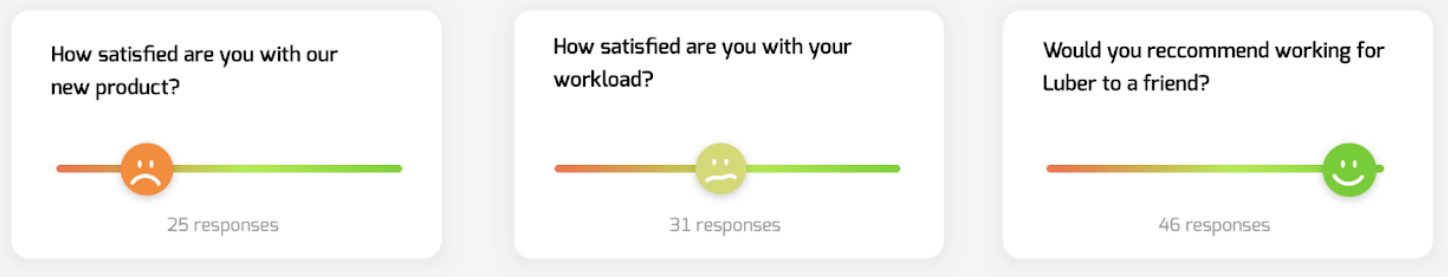 How satisfied are you with our
new product?
25 responses
How satisfied are you with your
workload?
31 responses
Would you reccommend working for
Luber to a friend?
46 responses